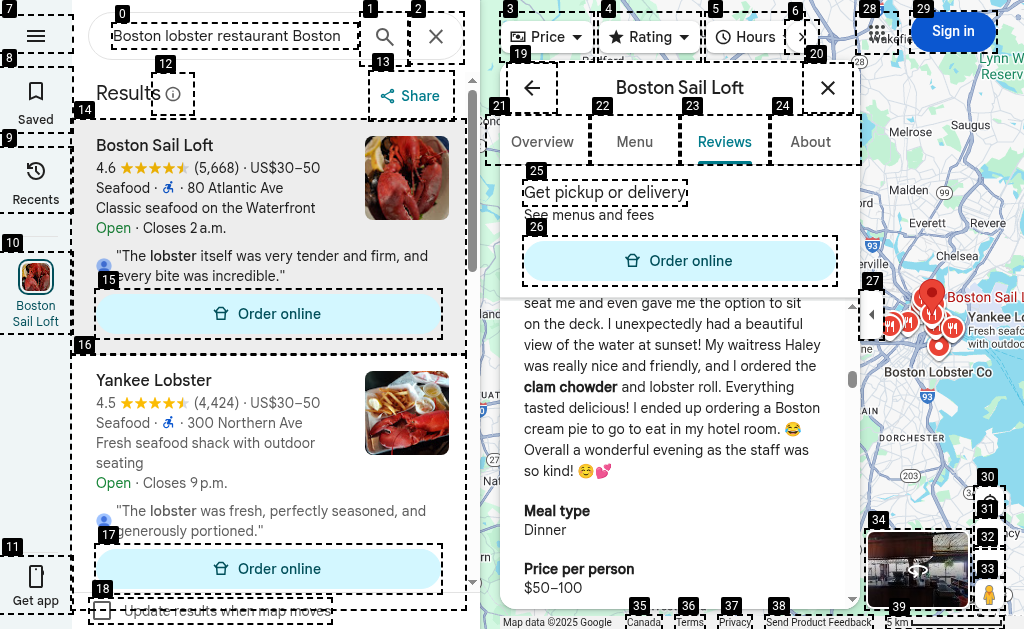 Boston lobster restaurant Boston
Saved
Recents
Boston
Sail Loft
Get app
Results
Share
Boston Sail Loft
4.6 (5,668) · US$30–50
Seafood · · 80 Atlantic Ave
Classic seafood on the Waterfront
Open · Closes 2 a.m.
"The lobster itself was very tender and firm, and
every bite was incredible."
Order online
Yankee Lobster
4.5 (4,424) · US$30–50
Seafood · · 300 Northern Ave
Fresh seafood shack with outdoor
seating
Open · Closes 9 p.m.
"The lobster was fresh, perfectly seasoned, and
generously portioned."
Order online
Update results when map moves
Price
Rating
Hours
Sign in
Boston Sail Loft
Overview
Menu
Reviews
About
Get pickup or delivery
See menus and fees
Order online
seat me and even gave me the option to sit
on the deck. I unexpectedly had a beautiful
view of the water at sunset! My waitress Haley
was really nice and friendly, and I ordered the
clam chowder and lobster roll. Everything
tasted delicious! I ended up ordering a Boston
cream pie to go to eat in my hotel room. 😂
Overall a wonderful evening as the staff was
so kind! ☺️💕
Meal type
Dinner
Price per person
$50–100
Melrose
Saugus
Malden
Everett
Revere
Chelsea
93
Boston Sail L
Yankee Lo
Fresh seafo
with outdoo
Boston Lobster Co
93
DORCHESTER
203
Map data ©2025 Google
Canada
Terms
Privacy
Send Product Feedback
5 km
0
1
2
3
4
5
6
7
8
9
10
11
12
13
14
15
16
17
18
19
20
21
22
23
24
25
26
27
28
29
30
31
32
33
34
35
36
37
38
39